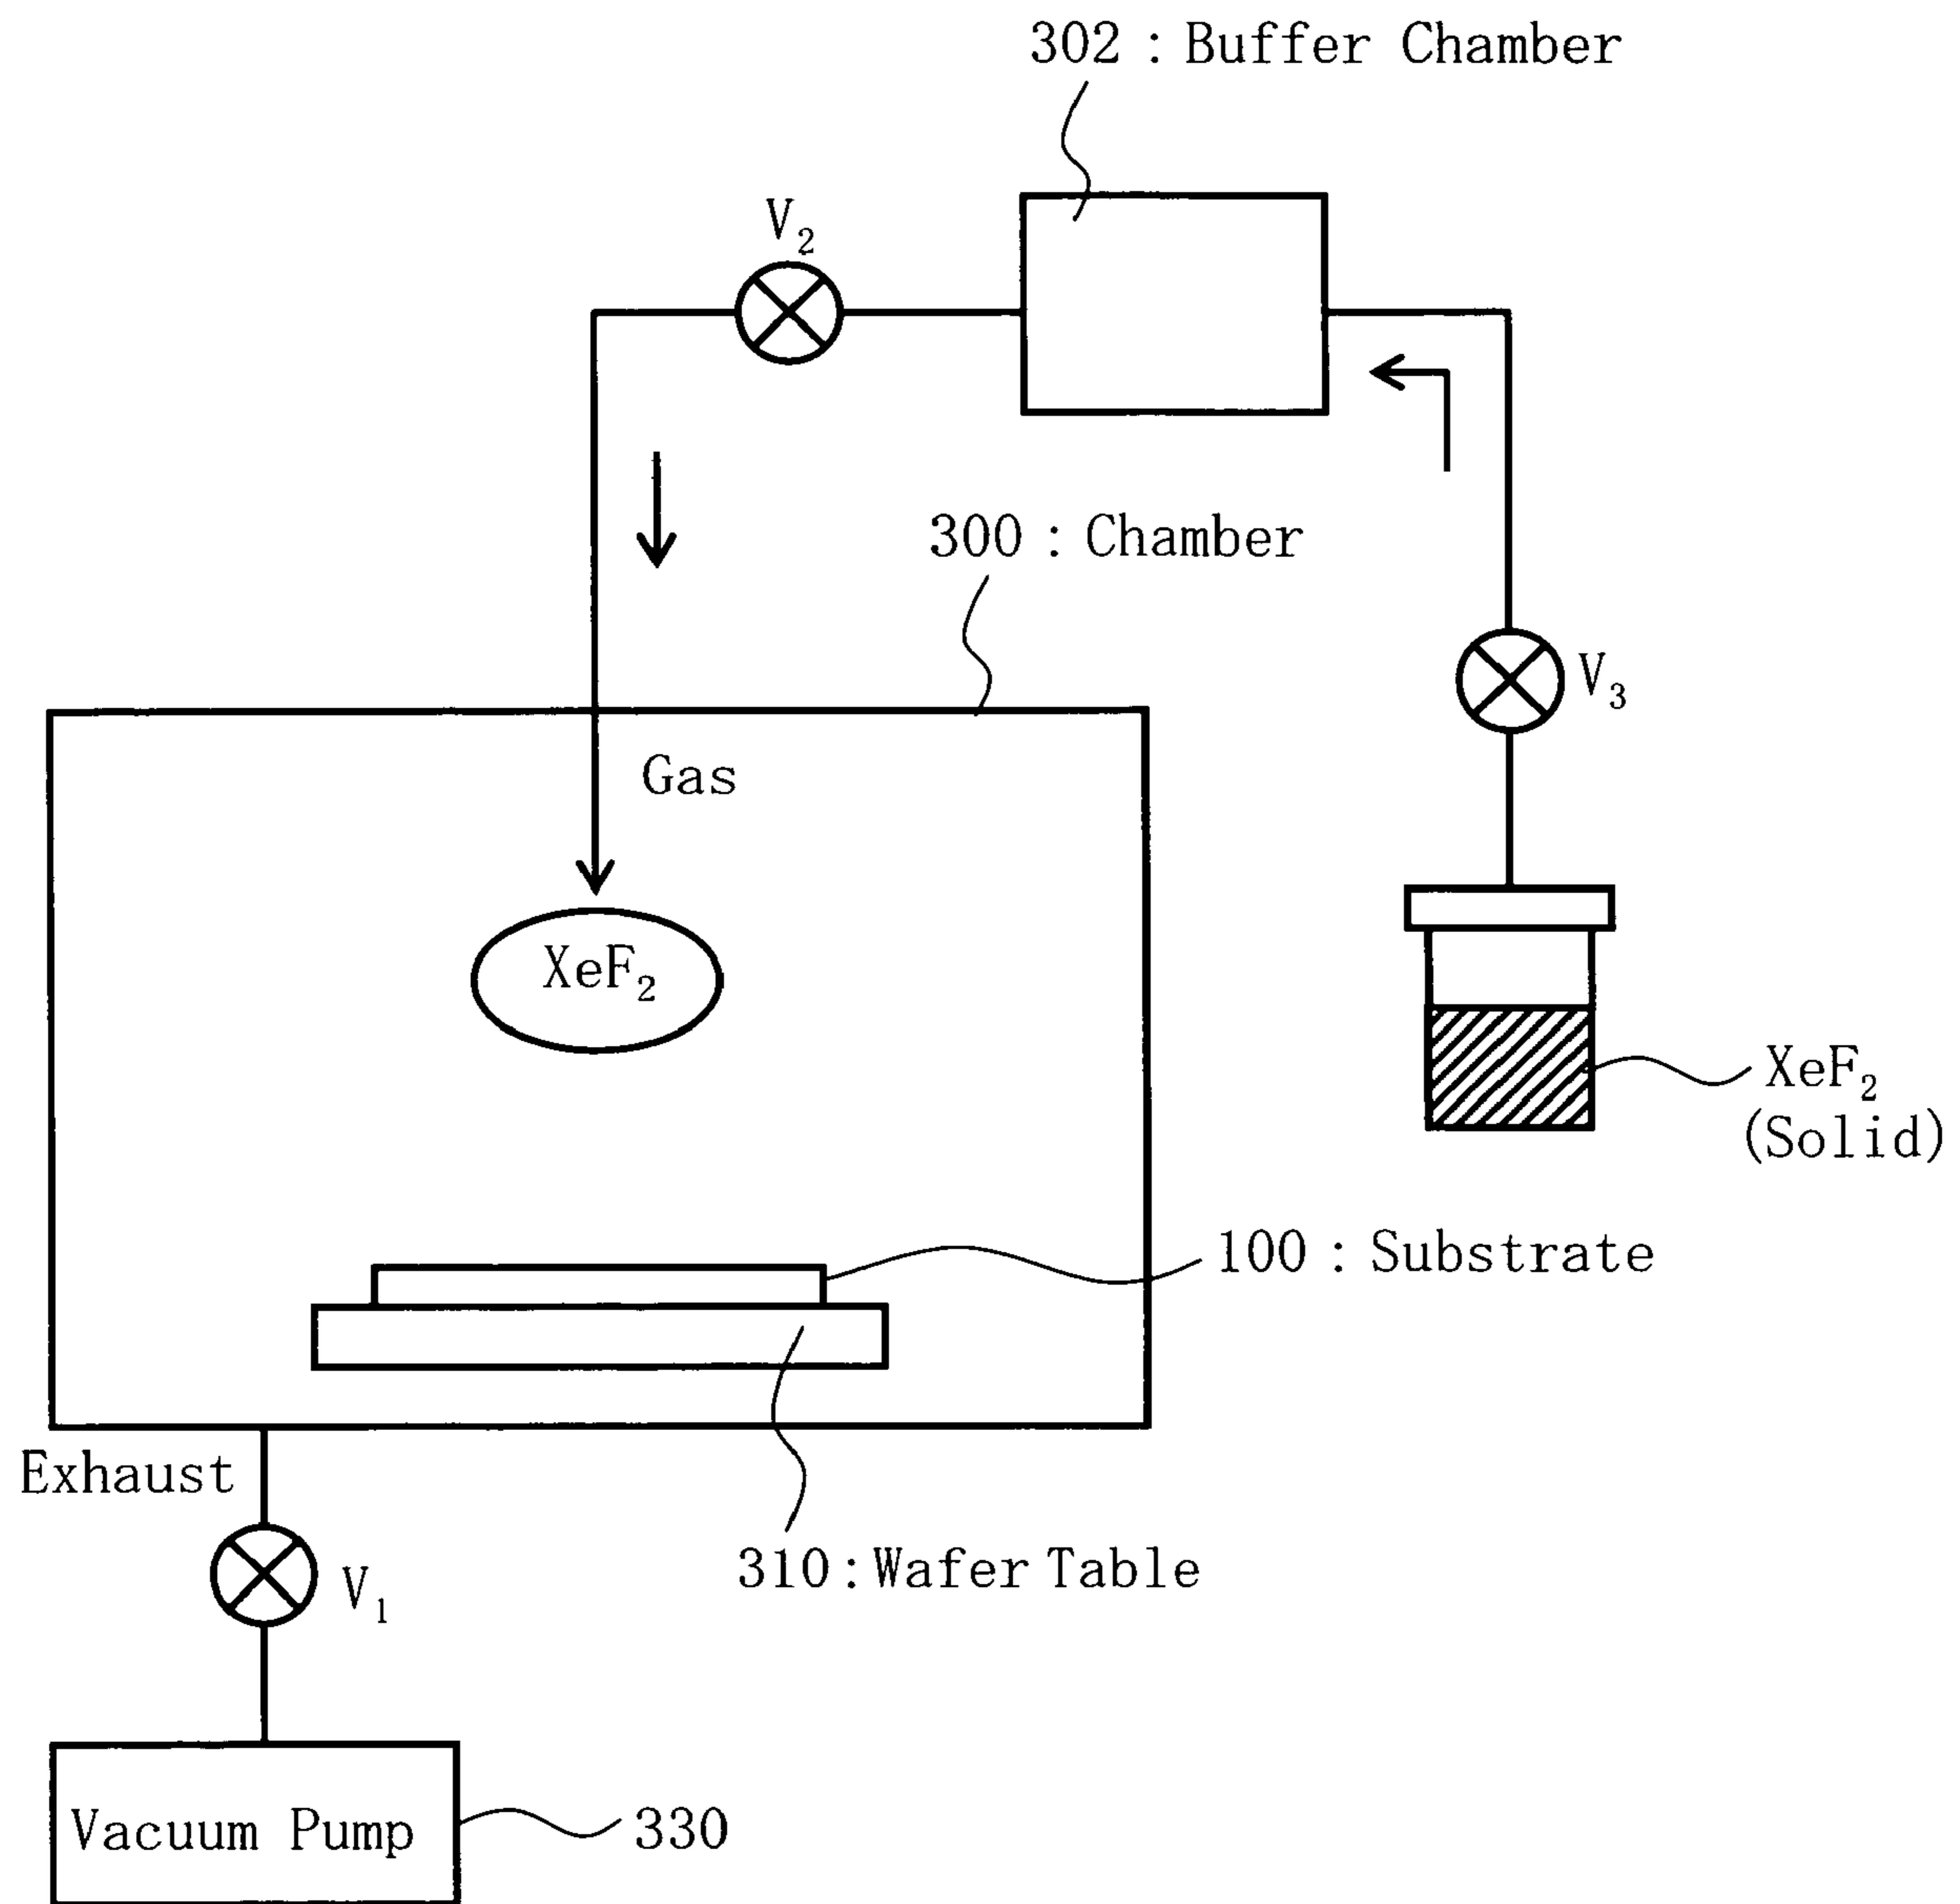 302 : Buffer Chamber
V2
300 : Chamber
V3
Gas
XeF2
XeF2
(Solid)
100 : Substrate
Exhaust
310 : Wafer Table
V1
Vacuum Pump
330